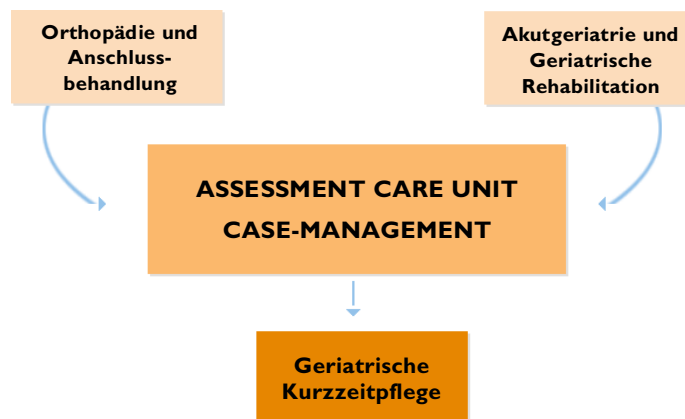 Orthopädie und
Anschluss-
behandlung
Akutgeriatrie und
Geriatrische
Rehabilitation
ASSESSMENT CARE UNIT
CASE-MANAGEMENT
Geriatrische
Kurzzeitpflege